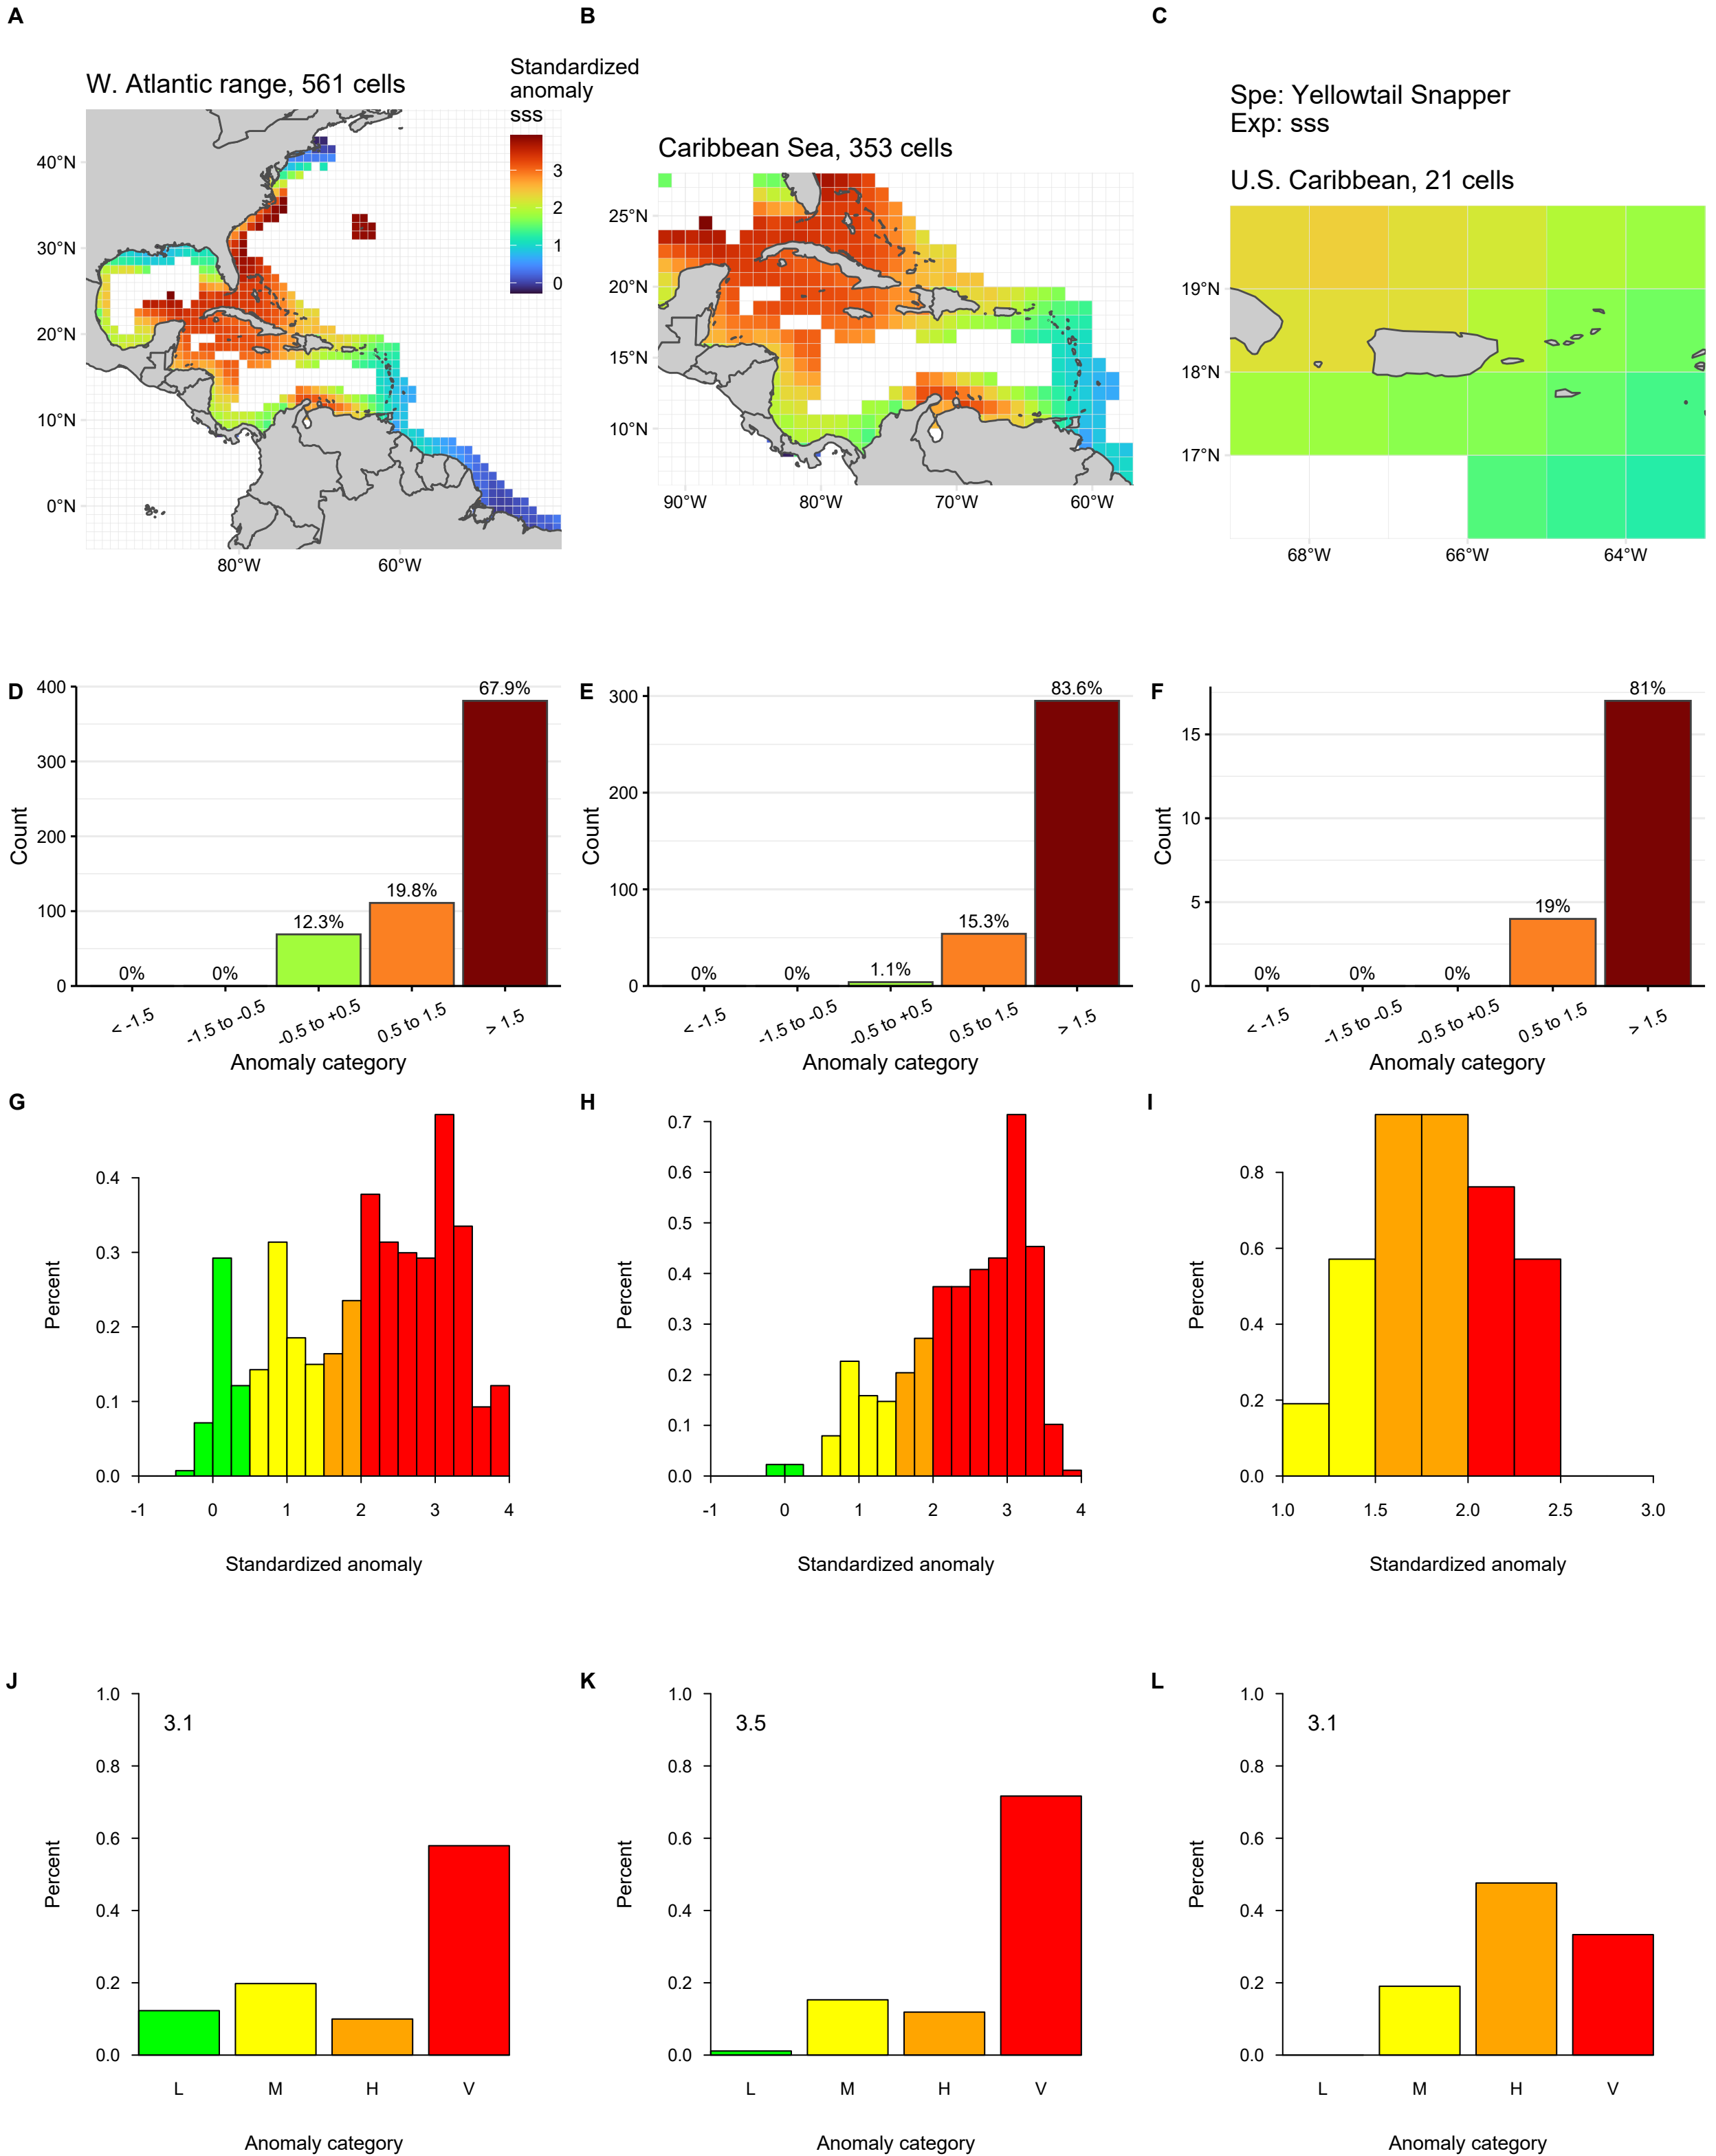 A
B
C
W. Atlantic range, 561 cells
Standardized
anomaly
sss
3
2
1
0
40°N
30°N
20°N
10°N
0°N
80°W
60°W
Caribbean Sea, 353 cells
25°N
20°N
15°N
10°N
90°W
80°W
70°W
60°W
Spe: Yellowtail Snapper
Exp: sss
U.S. Caribbean, 21 cells
19°N
18°N
17°N
68°W
66°W
64°W
D
Count
400
300
200
100
0
0%
0%
12.3%
19.8%
67.9%
< -1.5
-1.5 to -0.5
-0.5 to +0.5
0.5 to 1.5
> 1.5
Anomaly category
E
Count
300
200
100
0
0%
0%
1.1%
15.3%
83.6%
< -1.5
-1.5 to -0.5
-0.5 to +0.5
0.5 to 1.5
> 1.5
Anomaly category
F
Count
15
10
5
0
0%
0%
0%
19%
81%
< -1.5
-1.5 to -0.5
-0.5 to +0.5
0.5 to 1.5
> 1.5
Anomaly category
G
Percent
0.4
0.3
0.2
0.1
0.0
-1
0
1
2
3
4
Standardized anomaly
H
Percent
0.7
0.6
0.5
0.4
0.3
0.2
0.1
0.0
-1
0
1
2
3
4
Standardized anomaly
I
Percent
0.8
0.6
0.4
0.2
0.0
1.0
1.5
2.0
2.5
3.0
Standardized anomaly
J
Percent
1.0
0.8
0.6
0.4
0.2
0.0
3.1
L
M
H
V
Anomaly category
K
Percent
1.0
0.8
0.6
0.4
0.2
0.0
3.5
L
M
H
V
Anomaly category
L
Percent
1.0
0.8
0.6
0.4
0.2
0.0
3.1
L
M
H
V
Anomaly category